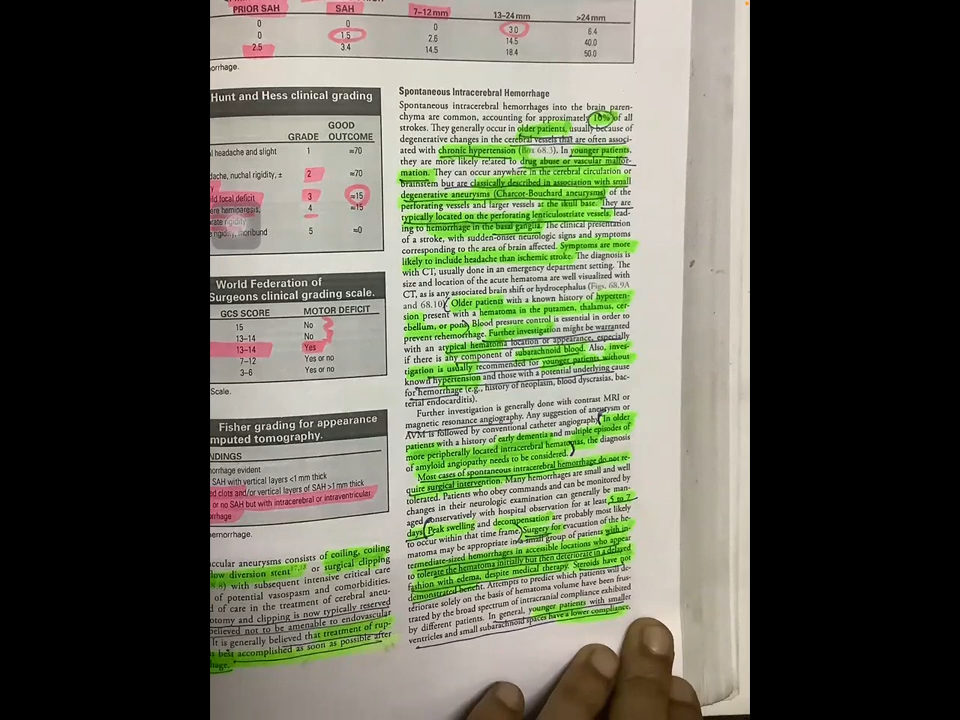 PRIOR SAH SAH 7–12 mm 13–24 mm >24 mm
0 0 0 3.0 6.4
0 1.5 2.6 14.5 40.0
2.5 3.4 14.5 18.4 50.0
orrhage.
Hunt and Hess clinical grading
GRADE GOOD OUTCOME
l headache and slight 1 ≈70
dache, nuchal rigidity, ± 2 ≈70
ild focal deficit 3 ≈15
ere hemiparesis, 4 ≈15
rate rigidity
rigidity, moribund 5 ≈0
World Federation of
Surgeons clinical grading scale.
GCS SCORE MOTOR DEFICIT
15 No
13–14 No
13–14 Yes
7–12 Yes or no
3–6 Yes or no
Scale.
Fisher grading for appearance
mputed tomography.
NDINGS
orrhage evident
SAH with vertical layers <1 mm thick
ed clots and/or vertical layers of SAH >1 mm thick
or no SAH but with intracerebral or intraventricular
rrhage
emorrhage.
ccular aneurysms consists of coiling, coiling
low diversion stent or surgical clipping
8.8) with subsequent intensive critical care
of potential vasospasm and comorbidities.
d of care in the treatment of cerebral aneu-
otomy and clipping is now typically reserved
believed not to be amenable to endovascular
It is generally believed that treatment of rup-
s best accomplished as soon as possible after
hage.
Spontaneous Intracerebral Hemorrhage
Spontaneous intracerebral hemorrhages into the brain paren-
chyma are common, accounting for approximately 10% of all
strokes. They generally occur in older patients, usually because of
degenerative changes in the cerebral vessels that are often associ-
ated with chronic hypertension (Box 68.3). In younger patients,
they are more likely related to drug abuse or vascular malfor-
mation. They can occur anywhere in the cerebral circulation or
brainstem but are classically described in association with small
degenerative aneurysms (Charcot-Bouchard aneurysms) of the
perforating vessels and larger vessels at the skull base. They are
typically located on the perforating lenticulostriate vessels, lead-
ing to hemorrhage in the basal ganglia. The clinical presentation
of a stroke, with sudden-onset neurologic signs and symptoms
corresponding to the area of brain affected. Symptoms are more
likely to include headache than ischemic stroke. The diagnosis is
with CT, usually done in an emergency department setting. The
size and location of the acute hematoma are well visualized with
CT, as is any associated brain shift or hydrocephalus (Figs. 68.9A
and 68.10). Older patients with a known history of hyperten-
sion present with a hematoma in the putamen, thalamus, cer-
ebellum, or pons. Blood pressure control is essential in order to
prevent rehemorrhage. Further investigation might be warranted
with an atypical hematoma location or appearance, especially
if there is any component of subarachnoid blood. Also, inves-
tigation is usually recommended for younger patients without
known hypertension and those with a potential underlying cause
for hemorrhage (e.g., history of neoplasm, blood dyscrasias, bac-
terial endocarditis).
Further investigation is generally done with contrast MRI or
magnetic resonance angiography. Any suggestion of aneurysm or
AVM is followed by conventional catheter angiography. In older
patients with a history of early dementia and multiple episodes of
more peripherally located intracerebral hematomas, the diagnosis
of amyloid angiopathy needs to be considered.
Most cases of spontaneous intracerebral hemorrhage do not re-
quire surgical intervention. Many hemorrhages are small and well
tolerated. Patients who obey commands and can be monitored by
changes in their neurologic examination can generally be man-
aged conservatively with hospital observation for at least 5 to 7
days. Peak swelling and decompensation are probably most likely
to occur within that time frame. Surgery for evacuation of the he-
matoma may be appropriate in a small group of patients with in-
termediate-sized hemorrhages in accessible locations who appear
to tolerate the hematoma initially but then deteriorate in a delayed
fashion with edema, despite medical therapy. Steroids have not
demonstrated benefit. Attempts to predict which patients will de-
teriorate solely on the basis of hematoma volume have been frus-
trated by the broad spectrum of intracranial compliance exhibited
by different patients. In general, younger patients with smaller
ventricles and small subarachnoid spaces have a lower compliance,